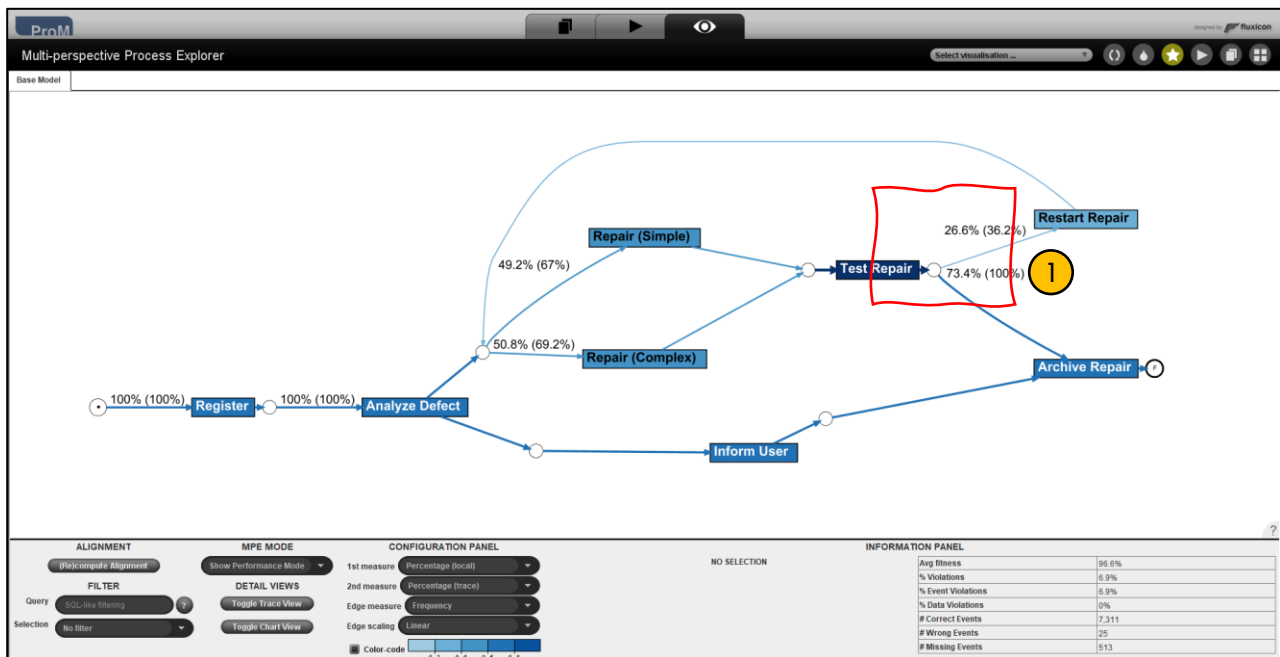 ProM
designed by fluxicon
Multi-perspective Process Explorer
Select visualisation ...
Base Model
Restart Repair
26.6% (36.2%)
Repair (Simple)
49.2% (67%)
Test Repair
73.4% (100%)
1
50.8% (69.2%)
Repair (Complex)
Archive Repair
F
100% (100%)
Register
100% (100%)
Analyze Defect
Inform User
?
ALIGNMENT
(Re)compute Alignment
FILTER
Query
SQL-like filtering
?
Selection
No filter
MPE MODE
Show Performance Mode
DETAIL VIEWS
Toggle Trace View
Toggle Chart View
CONFIGURATION PANEL
1st measure
Percentage (local)
2nd measure
Percentage (trace)
Edge measure
Frequency
Edge scaling
Linear
Color-code
NO SELECTION
INFORMATION PANEL
Avg fitness 96.6%
% Violations 6.9%
% Event Violations 6.9%
% Data Violations 0%
# Correct Events 7,311
# Wrong Events 25
# Missing Events 513